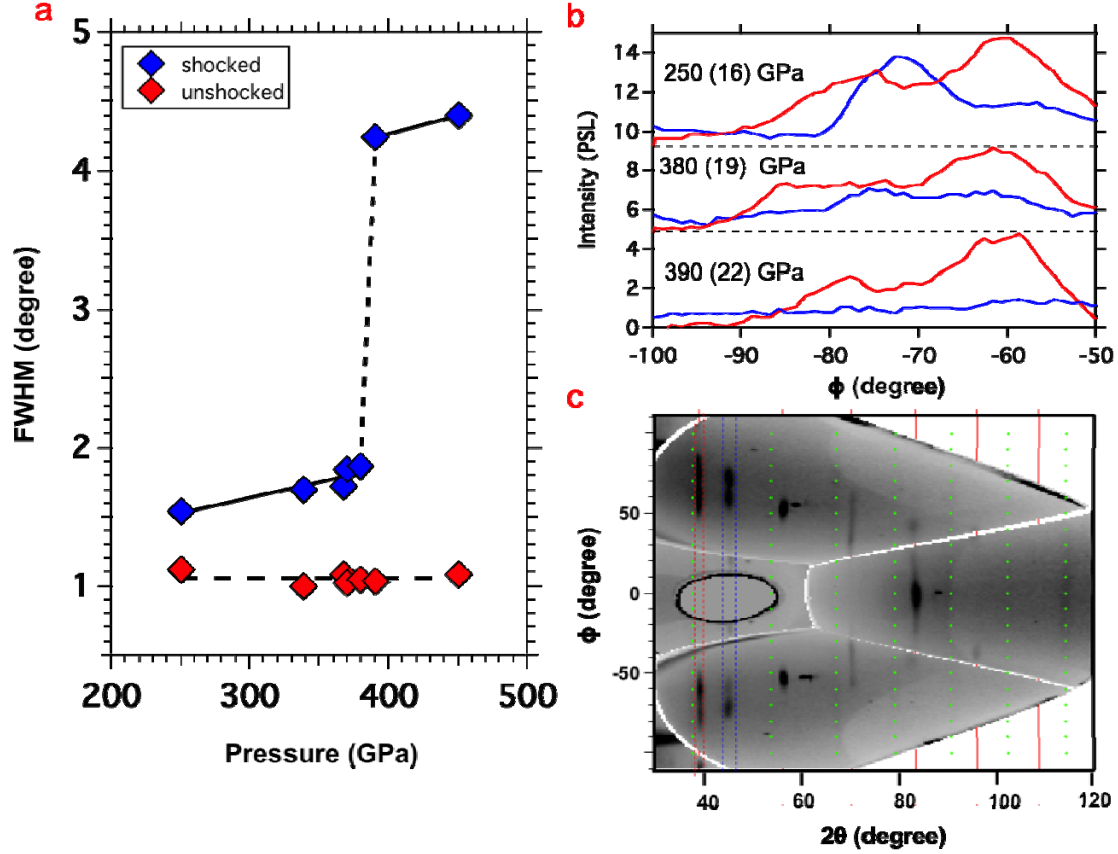 a
5
4
3
2
1
shocked
unshocked
FWHM (degree)
200
300
400
500
Pressure (GPa)
b
14
12
10
8
6
4
2
0
Intensity (PSL)
250 (16) GPa
380 (19) GPa
390 (22) GPa
-100
-90
-80
-70
-60
-50
ϕ (degree)
c
50
0
-50
ϕ (degree)
40
60
80
100
120
2θ (degree)